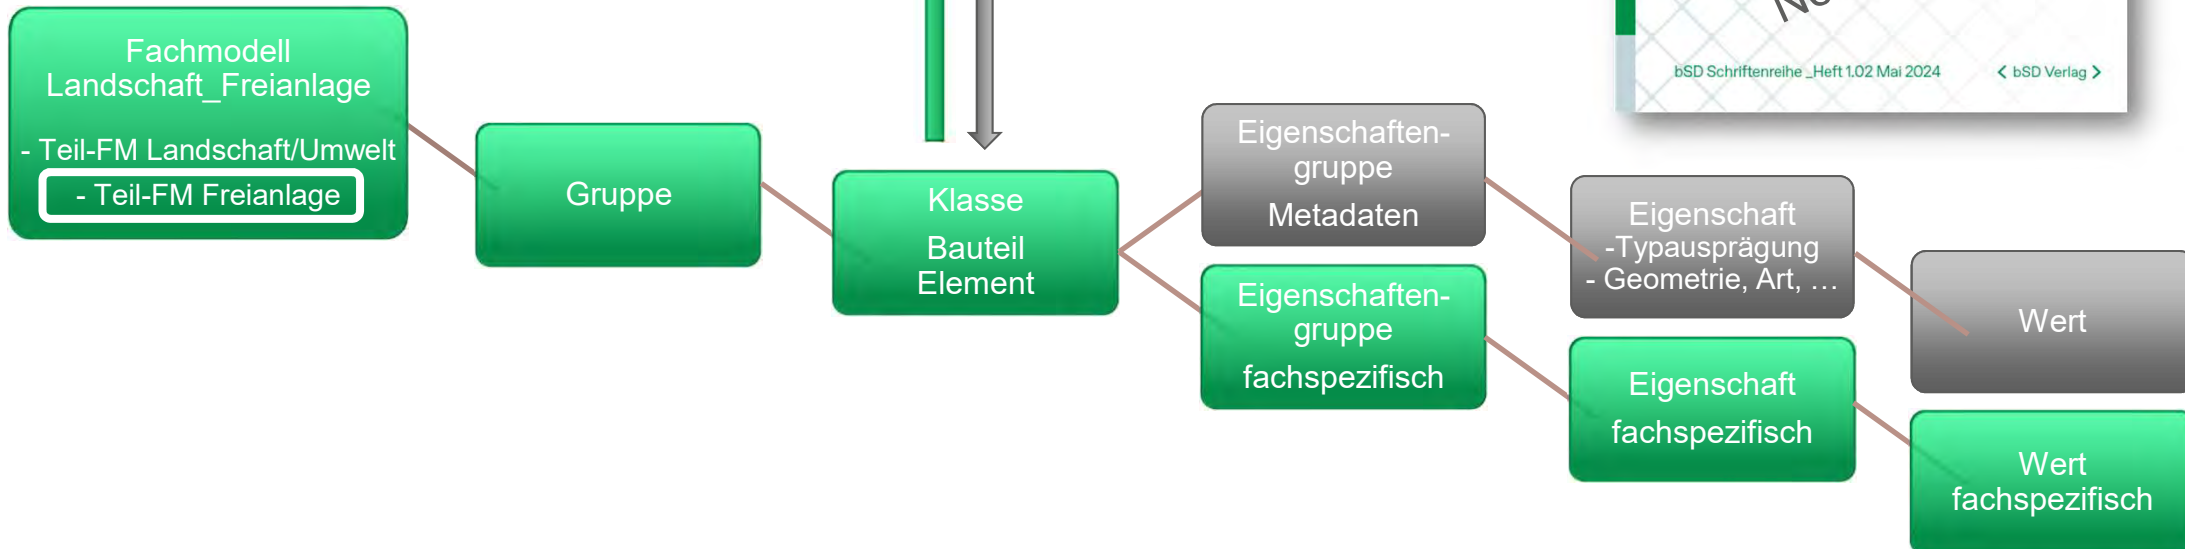 Fachmodell
Landschaft_Freianlage
- Teil-FM Landschaft/Umwelt
- Teil-FM Freianlage
Gruppe
Klasse
Bauteil
Element
Eigenschaften-
gruppe
Metadaten
Eigenschaften-
gruppe
fachspezifisch
Eigenschaft
-Typausprägung
- Geometrie, Art, …
Eigenschaft
fachspezifisch
Wert
Wert
fachspezifisch
bSD Schriftenreihe _Heft 1.02 Mai 2024
< bSD Verlag >